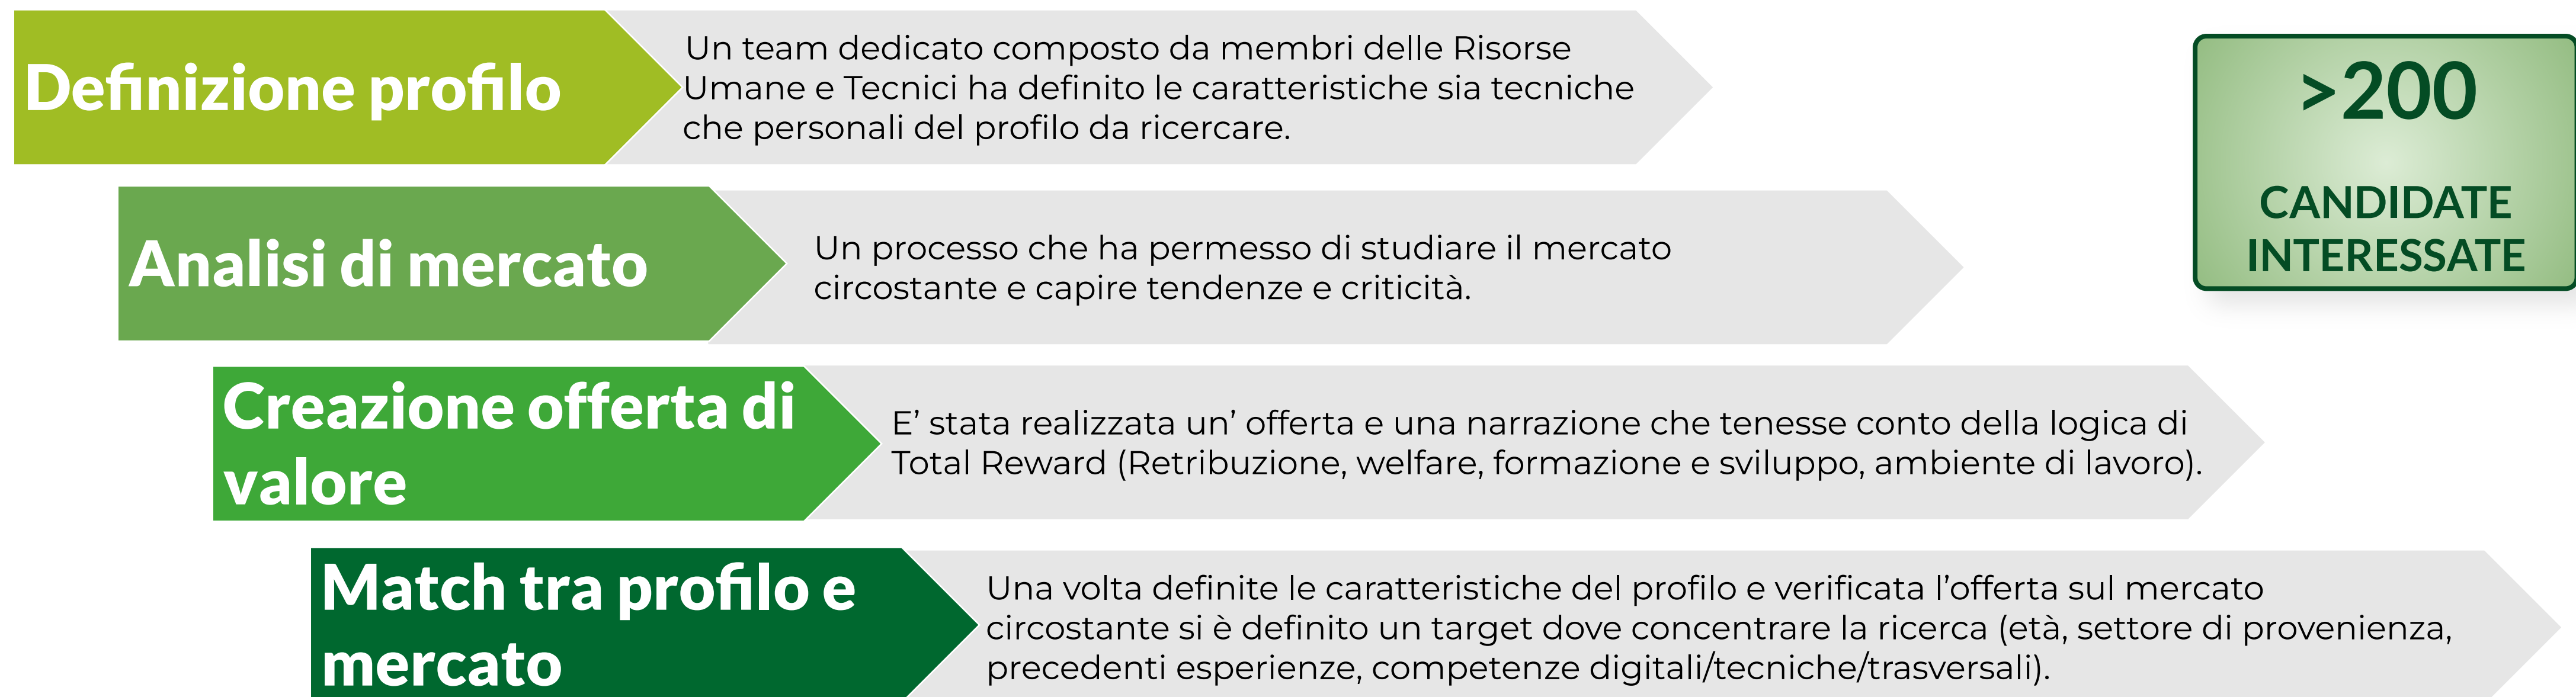 Definizione profilo
Un team dedicato composto da membri delle Risorse
Umane e Tecnici ha definito le caratteristiche sia tecniche
che personali del profilo da ricercare.
>200
CANDIDATE
INTERESSATE
Analisi di mercato
Un processo che ha permesso di studiare il mercato
circostante e capire tendenze e criticità.
Creazione offerta di
valore
E’ stata realizzata un’ offerta e una narrazione che tenesse conto della logica di
Total Reward (Retribuzione, welfare, formazione e sviluppo, ambiente di lavoro).
Match tra profilo e
mercato
Una volta definite le caratteristiche del profilo e verificata l’offerta sul mercato
circostante si è definito un target dove concentrare la ricerca (età, settore di provenienza,
precedenti esperienze, competenze digitali/tecniche/trasversali).